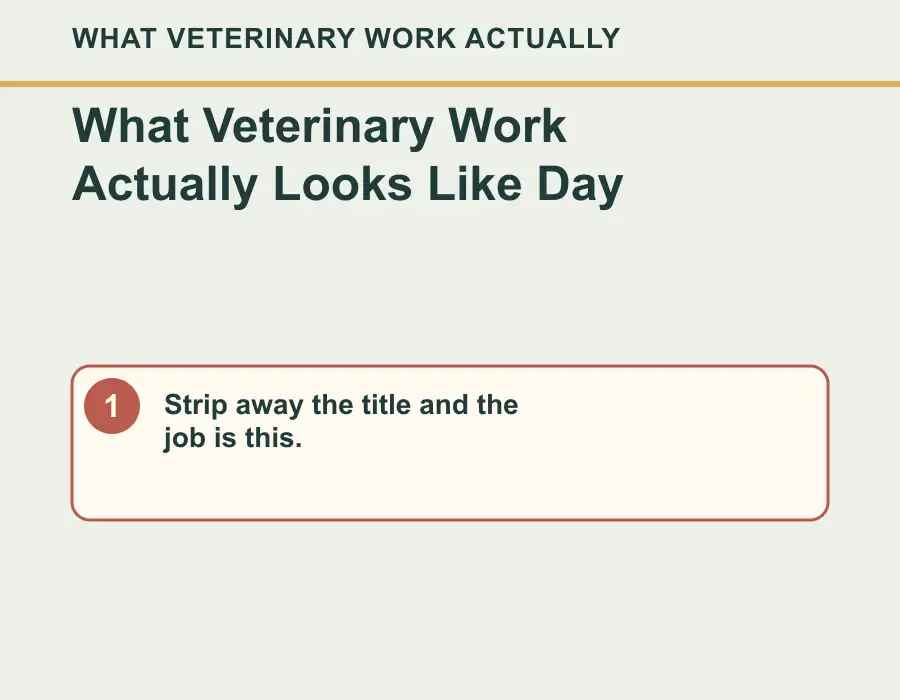 WHAT VETERINARY WORK ACTUALLY
What Veterinary Work
Actually Looks Like Day
1
Strip away the title and the
job is this.